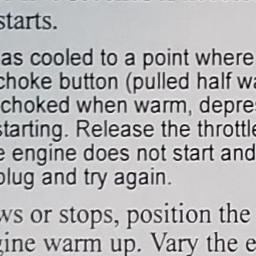 starts.
as cooled to a point where
choke button (pulled half wa
choked when warm, depre
starting. Release the throttle
e engine does not start and
plug and try again.
ws or stops, position the
gine warm up. Vary the e